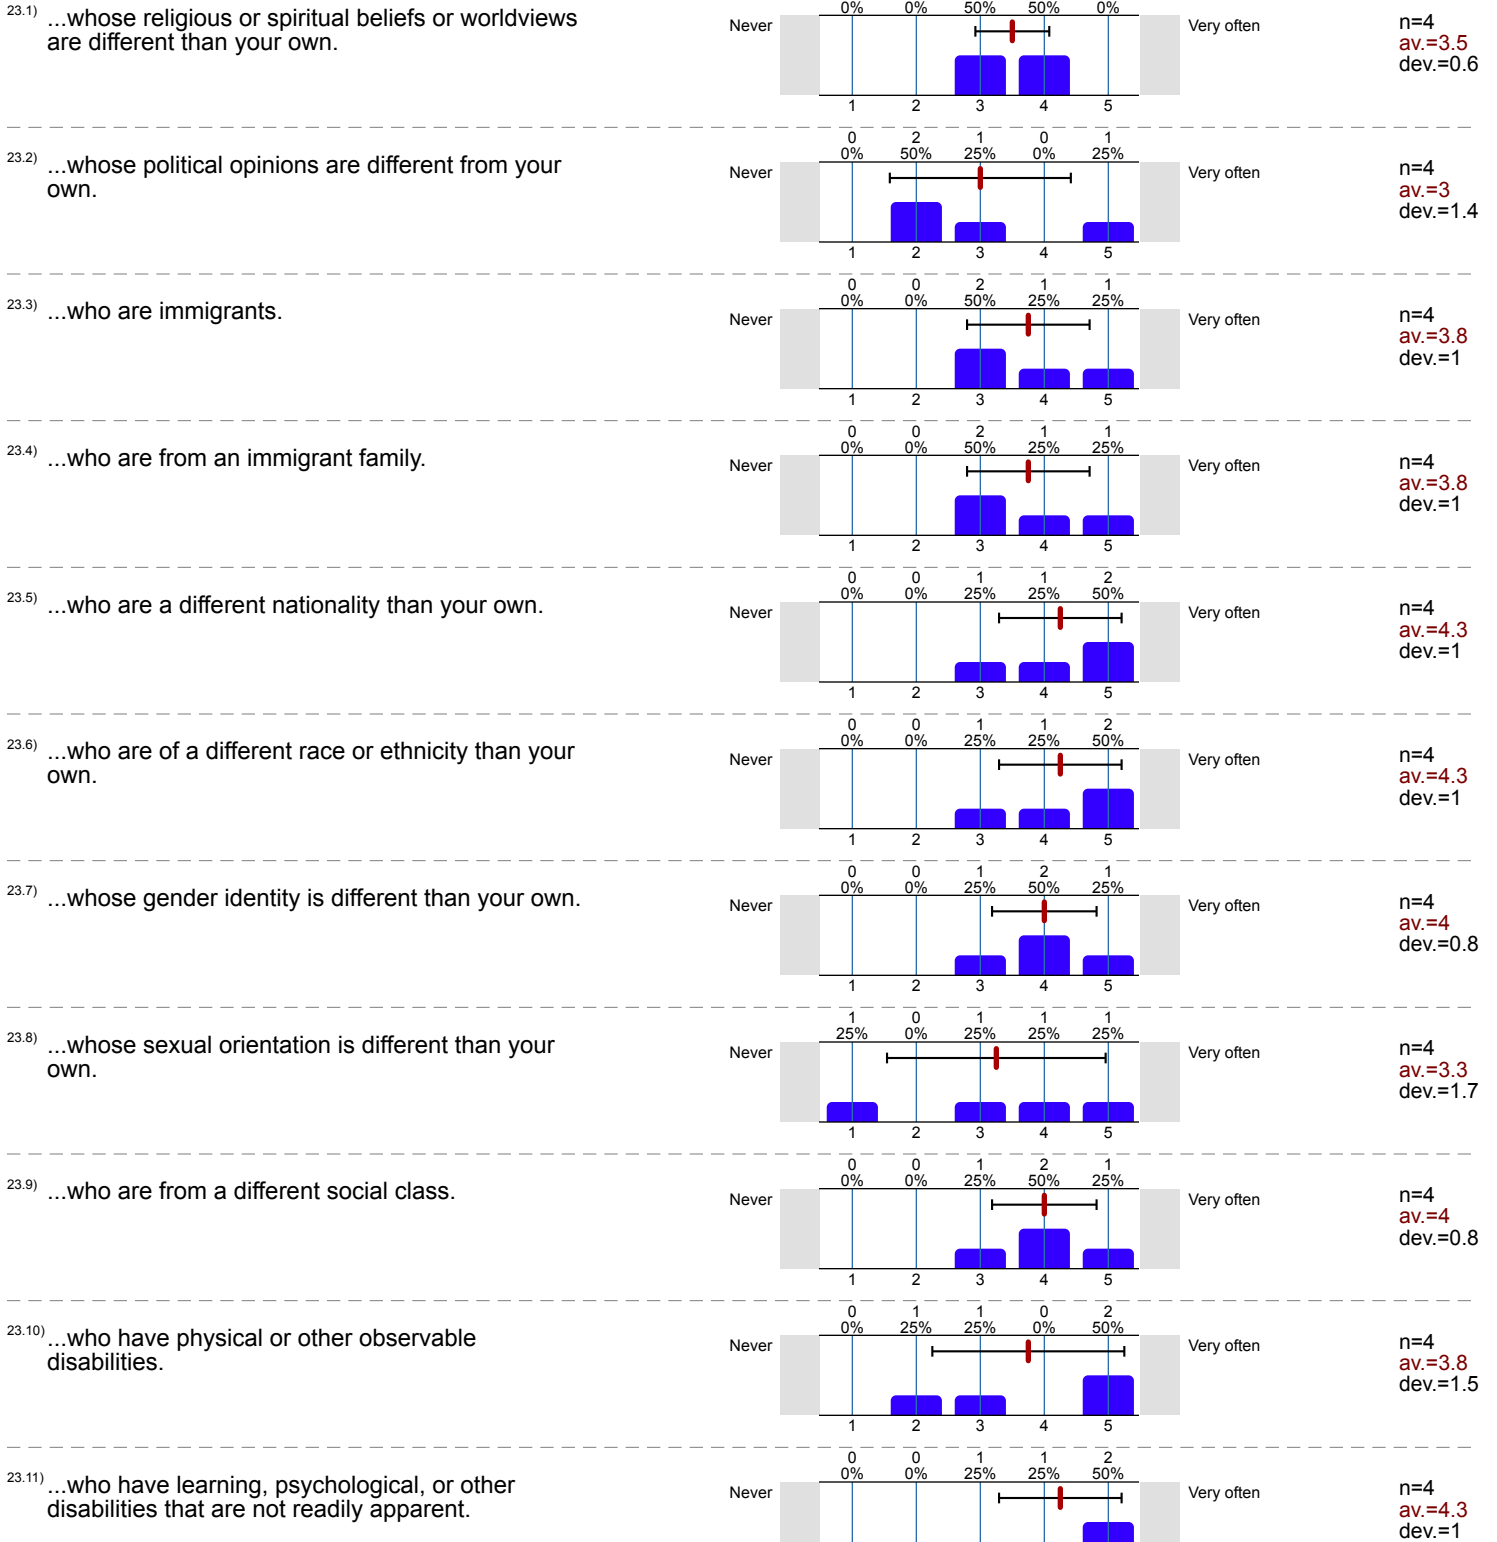 0% 0% 50% 50% 0%
23.1) ...whose religious or spiritual beliefs or worldviews
are different than your own.
Never Very often
n=4
av.=3.5
dev.=0.6
1 2 3 4 5
0 2 1 0 1
0% 50% 25% 0% 25%
23.2) ...whose political opinions are different from your
own.
Never Very often
n=4
av.=3
dev.=1.4
1 2 3 4 5
0 0 2 1 1
0% 0% 50% 25% 25%
23.3) ...who are immigrants.
Never Very often
n=4
av.=3.8
dev.=1
1 2 3 4 5
0 0 2 1 1
0% 0% 50% 25% 25%
23.4) ...who are from an immigrant family.
Never Very often
n=4
av.=3.8
dev.=1
1 2 3 4 5
0 0 1 1 2
0% 0% 25% 25% 50%
23.5) ...who are a different nationality than your own.
Never Very often
n=4
av.=4.3
dev.=1
1 2 3 4 5
0 0 1 1 2
0% 0% 25% 25% 50%
23.6) ...who are of a different race or ethnicity than your
own.
Never Very often
n=4
av.=4.3
dev.=1
1 2 3 4 5
0 0 1 2 1
0% 0% 25% 50% 25%
23.7) ...whose gender identity is different than your own.
Never Very often
n=4
av.=4
dev.=0.8
1 2 3 4 5
1 0 1 1 1
25% 0% 25% 25% 25%
23.8) ...whose sexual orientation is different than your
own.
Never Very often
n=4
av.=3.3
dev.=1.7
1 2 3 4 5
0 0 1 2 1
0% 0% 25% 50% 25%
23.9) ...who are from a different social class.
Never Very often
n=4
av.=4
dev.=0.8
1 2 3 4 5
0 1 1 0 2
0% 25% 25% 0% 50%
23.10) ...who have physical or other observable
disabilities.
Never Very often
n=4
av.=3.8
dev.=1.5
1 2 3 4 5
0 0 1 1 2
0% 0% 25% 25% 50%
23.11) ...who have learning, psychological, or other
disabilities that are not readily apparent.
Never Very often
n=4
av.=4.3
dev.=1